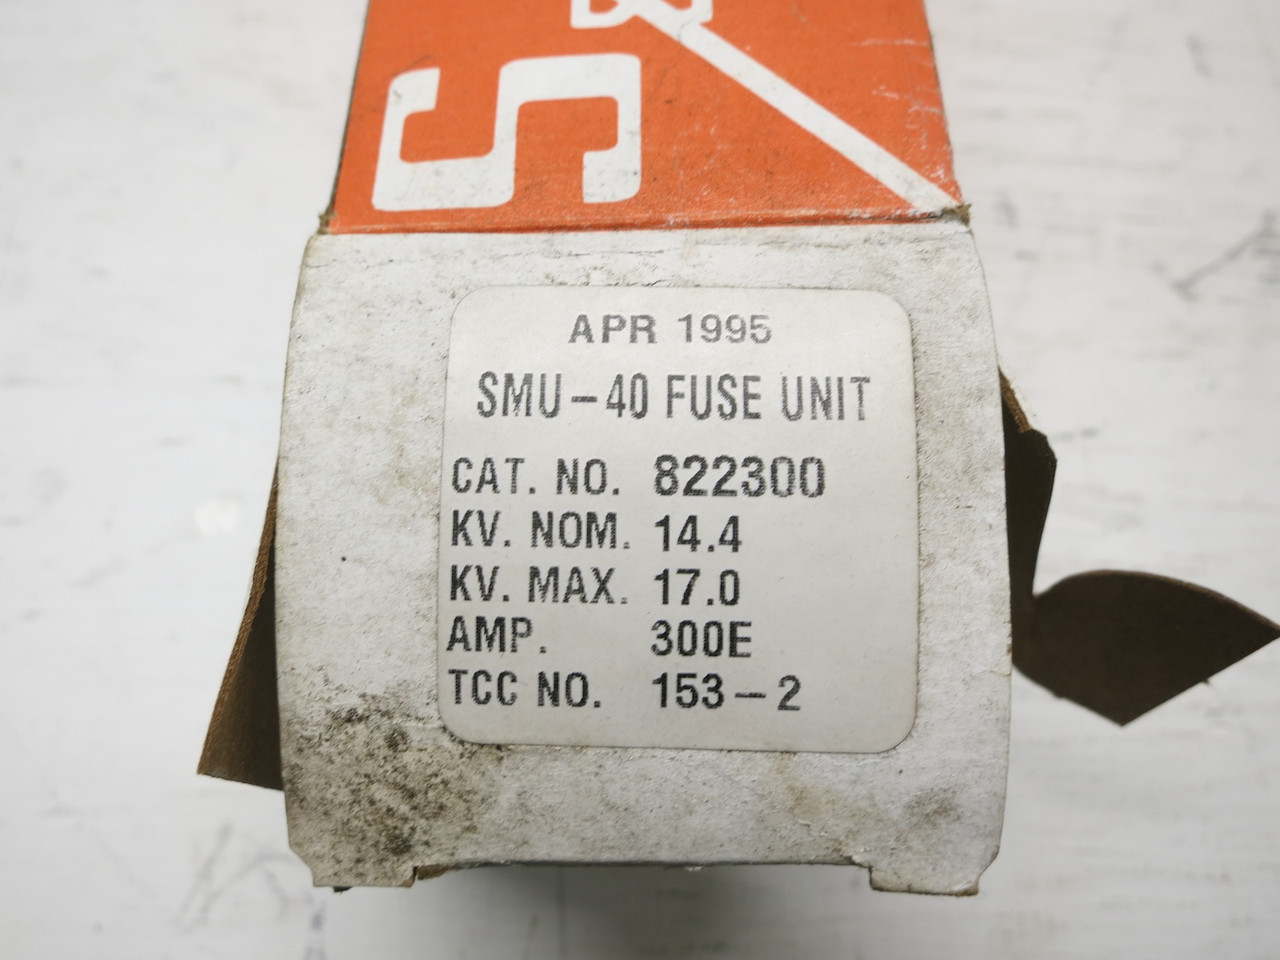 S&
APR 1995
SMU-40 FUSE UNIT
CAT. NO. 822300
KV. NOM. 14.4
KV. MAX. 17.0
AMP. 300E
TCC NO. 153-2